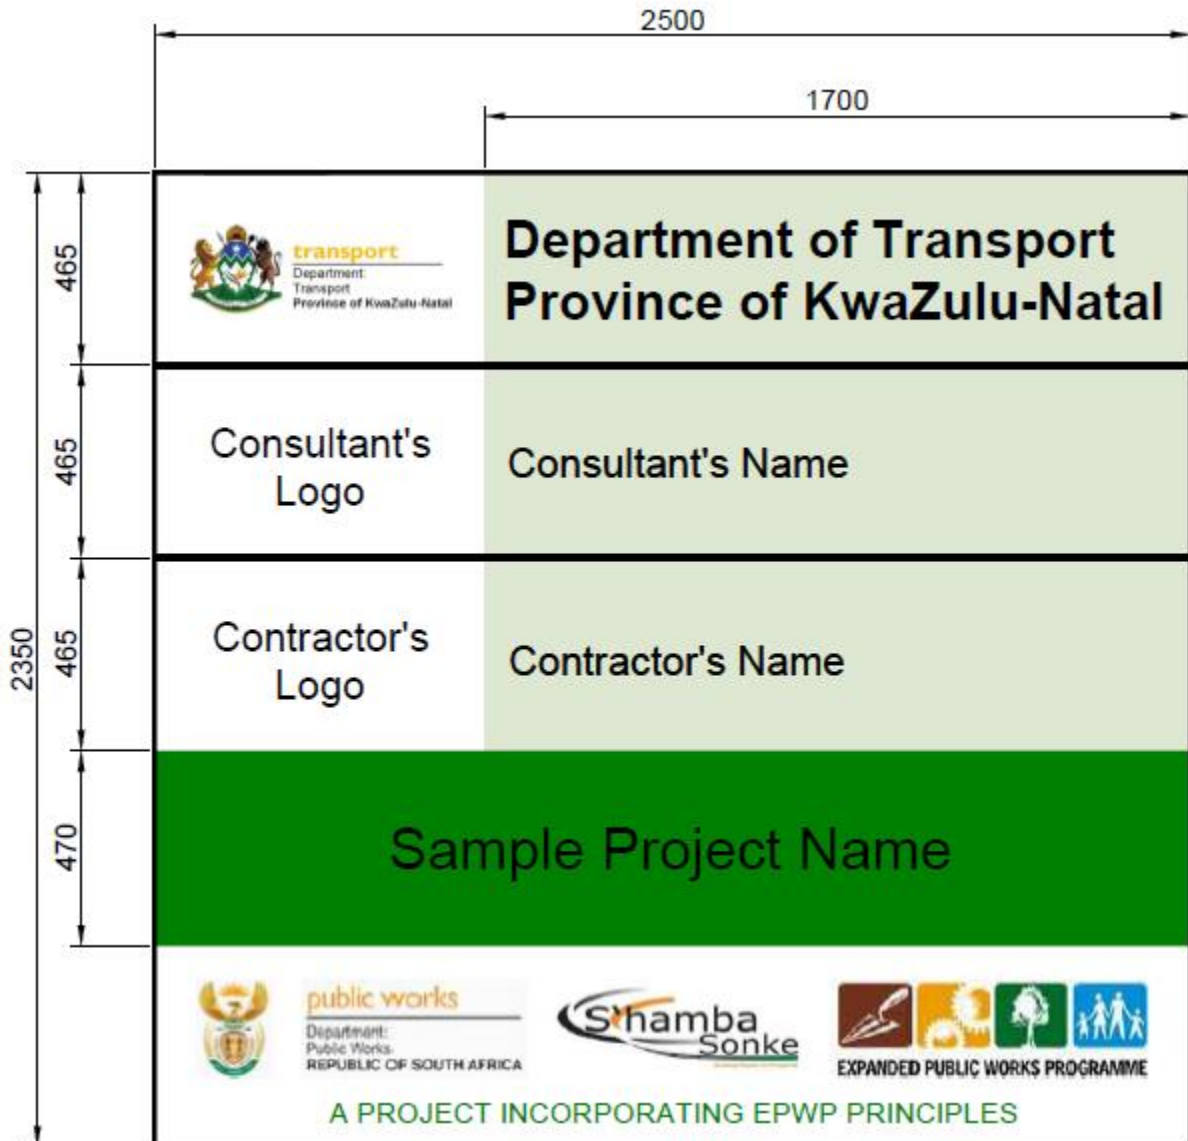 2500
1700
465
transport
Department
Transport
Province of KwaZulu-Natal
Department of Transport
Province of KwaZulu-Natal
465
Consultant's
Logo
Consultant's Name
2350
465
Contractor's
Logo
Contractor's Name
470
Sample Project Name
public works
Department:
Public Works
REPUBLIC OF SOUTH AFRICA
S'hamba
Sonke
EXPANDED PUBLIC WORKS PROGRAMME
A PROJECT INCORPORATING EPWP PRINCIPLES